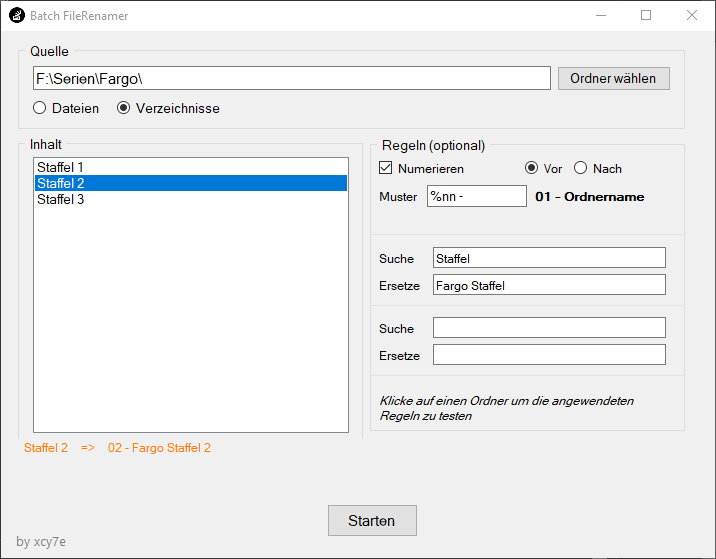 Batch FileRenamer
Quelle
F:\Serien\Fargo\
Ordner wählen
Dateien Verzeichnisse
Inhalt
Staffel 1
Staffel 2
Staffel 3
Staffel 2 => 02 - Fargo Staffel 2
Regeln (optional)
Numerieren Vor Nach
Muster %nn - 01 - Ordnername
Suche Staffel
Ersetze Fargo Staffel
Suche
Ersetze
Klicke auf einen Ordner um die angewendeten
Regeln zu testen
Starten
by xcy7e